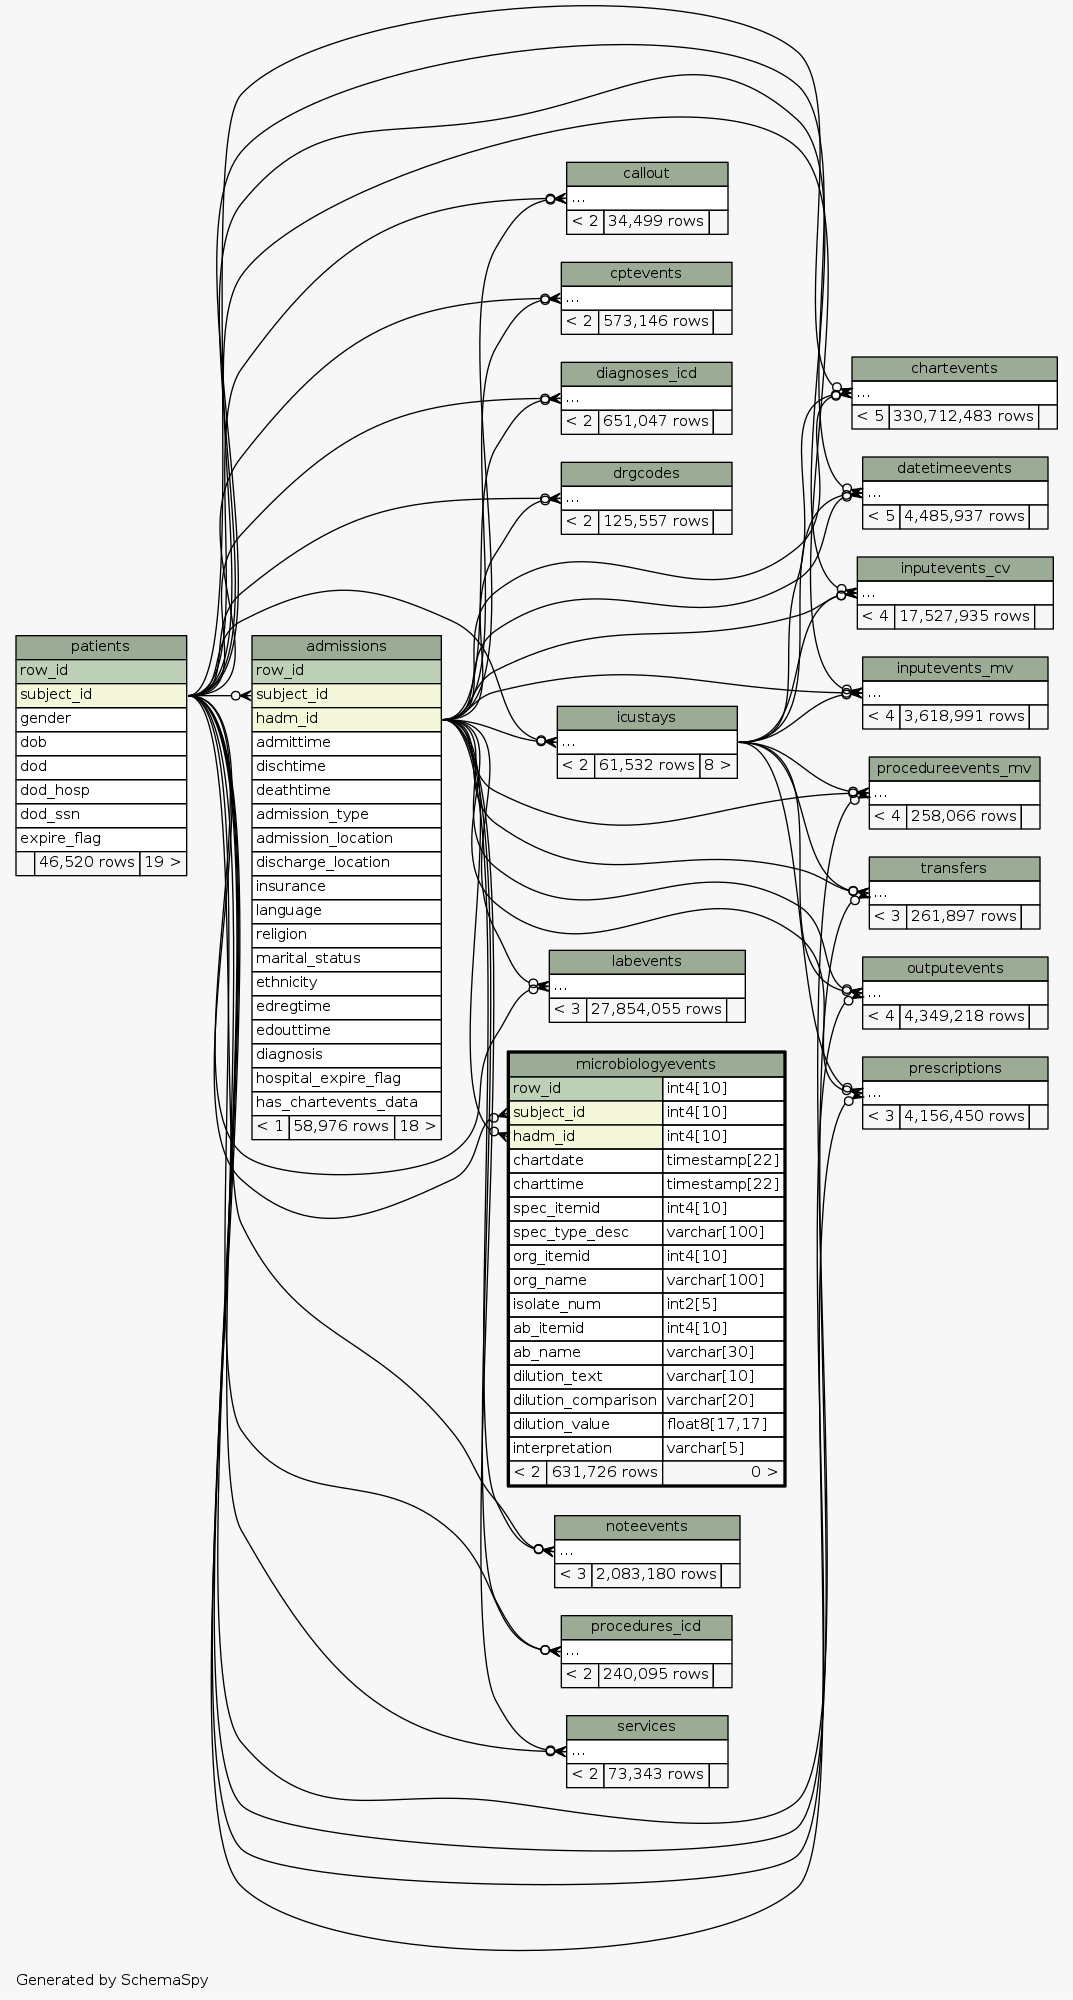 callout
...
< 2 34,499 rows
cptevents
...
< 2 573,146 rows
diagnoses_icd
...
< 2 651,047 rows
drgcodes
...
< 2 125,557 rows
chartevents
...
< 5 330,712,483 rows
datetimeevents
...
< 5 4,485,937 rows
inputevents_cv
...
< 4 17,527,935 rows
inputevents_mv
...
< 4 3,618,991 rows
procedureevents_mv
...
< 4 258,066 rows
transfers
...
< 3 261,897 rows
outputevents
...
< 4 4,349,218 rows
prescriptions
...
< 3 4,156,450 rows
patients
row_id
subject_id
gender
dob
dod
dod_hosp
dod_ssn
expire_flag
46,520 rows 19 >
admissions
row_id
subject_id
hadm_id
admittime
dischtime
deathtime
admission_type
admission_location
discharge_location
insurance
language
religion
marital_status
ethnicity
edregtime
edouttime
diagnosis
hospital_expire_flag
has_chartevents_data
< 1 58,976 rows 18 >
icustays
...
< 2 61,532 rows 8 >
labevents
...
< 3 27,854,055 rows
microbiologyevents
row_id int4[10]
subject_id int4[10]
hadm_id int4[10]
chartdate timestamp[22]
charttime timestamp[22]
spec_itemid int4[10]
spec_type_desc varchar[100]
org_itemid int4[10]
org_name varchar[100]
isolate_num int2[5]
ab_itemid int4[10]
ab_name varchar[30]
dilution_text varchar[10]
dilution_comparison varchar[20]
dilution_value float8[17,17]
interpretation varchar[5]
< 2 631,726 rows 0 >
noteevents
...
< 3 2,083,180 rows
procedures_icd
...
< 2 240,095 rows
services
...
< 2 73,343 rows
Generated by SchemaSpy